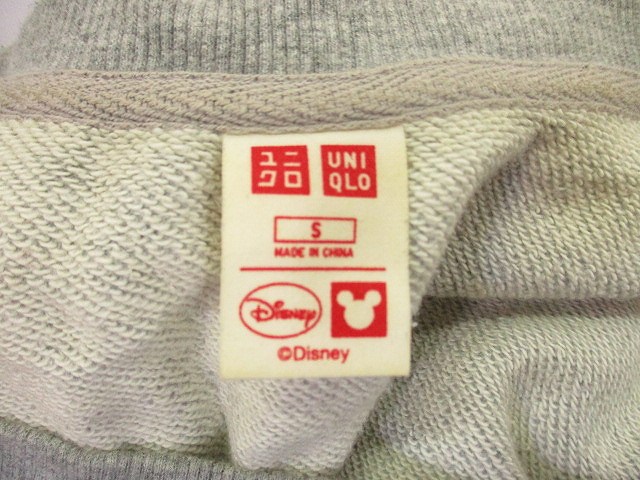 ユニ UNI
クロ QLO
S
MADE IN CHINA
Disney
©Disney